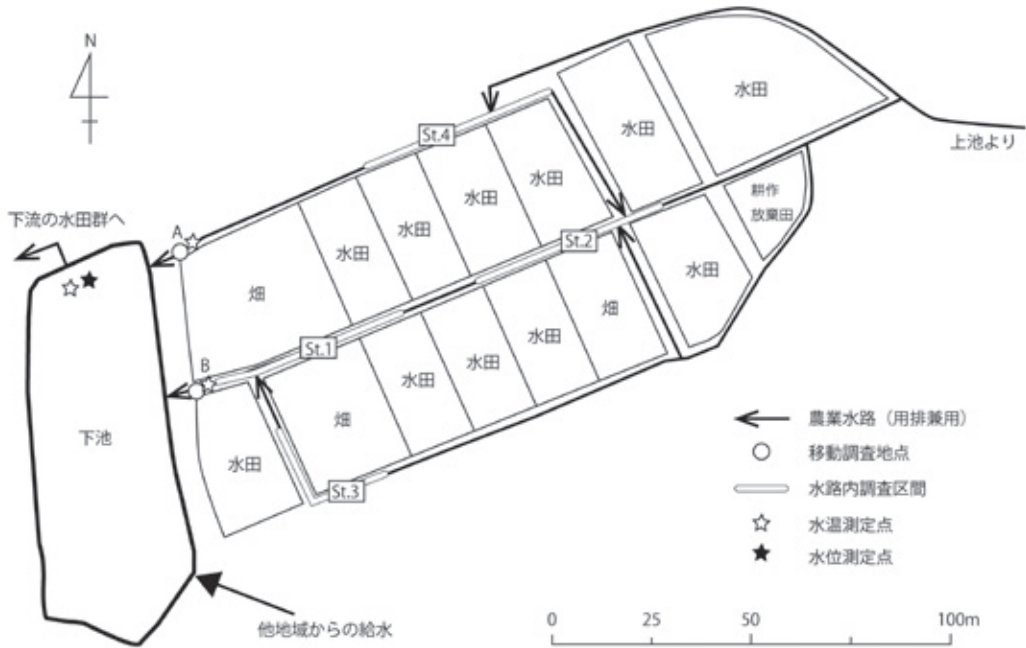 N
水田
水田
上池より
St.4
水田
耕作
放棄田
水田
下流の水田群へ
A
水田
水田
St.2
水田
畑
畑
水田
St.1
水田
B
水田
畑
下池
水田
St.3
農業水路（用排兼用）
移動調査地点
水路内調査区間
水温測定点
水位測定点
他地域からの給水
0 25 50 100m